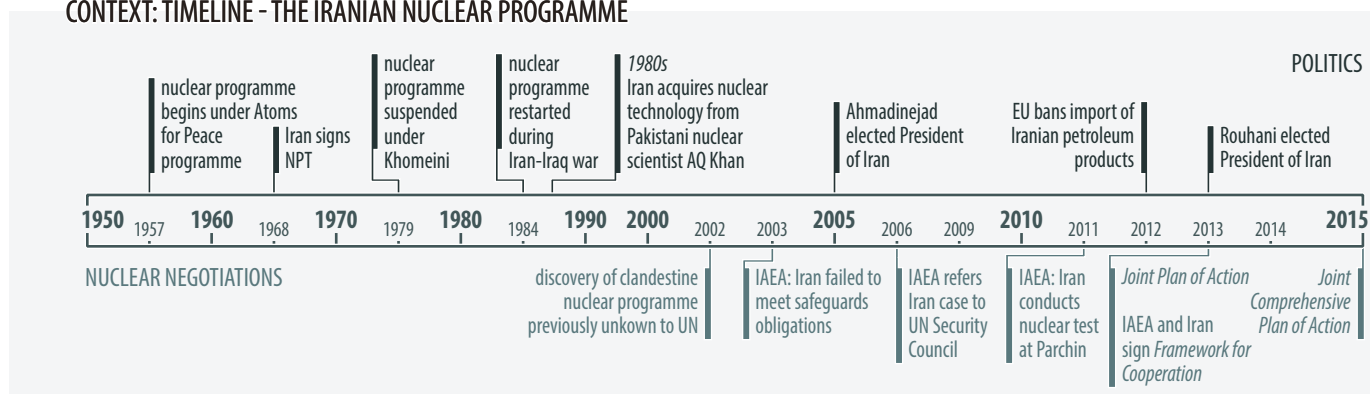 CONTEXT: TIMELINE - THE IRANIAN NUCLEAR PROGRAMME
POLITICS
nuclear programme
begins under Atoms
for Peace
programme
Iran signs
NPT
nuclear
programme
suspended
under
Khomeini
nuclear
programme
restarted
during
Iran-Iraq war
1980s
Iran acquires nuclear
technology from
Pakistani nuclear
scientist AQ Khan
Ahmadinejad
elected President
of Iran
EU bans import of
Iranian petroleum
products
Rouhani elected
President of Iran
1950 1957 1960 1968 1970 1979 1980 1984 1990 2000 2002 2003 2005 2006 2009 2010 2011 2012 2013 2014 2015
NUCLEAR NEGOTIATIONS
discovery of clandestine
nuclear programme
previously unkown to UN
IAEA: Iran failed to
meet safeguards
obligations
IAEA refers
Iran case to
UN Security
Council
IAEA: Iran
conducts
nuclear test
at Parchin
Joint Plan of Action
IAEA and Iran
sign Framework for
Cooperation
Joint
Comprehensive
Plan of Action